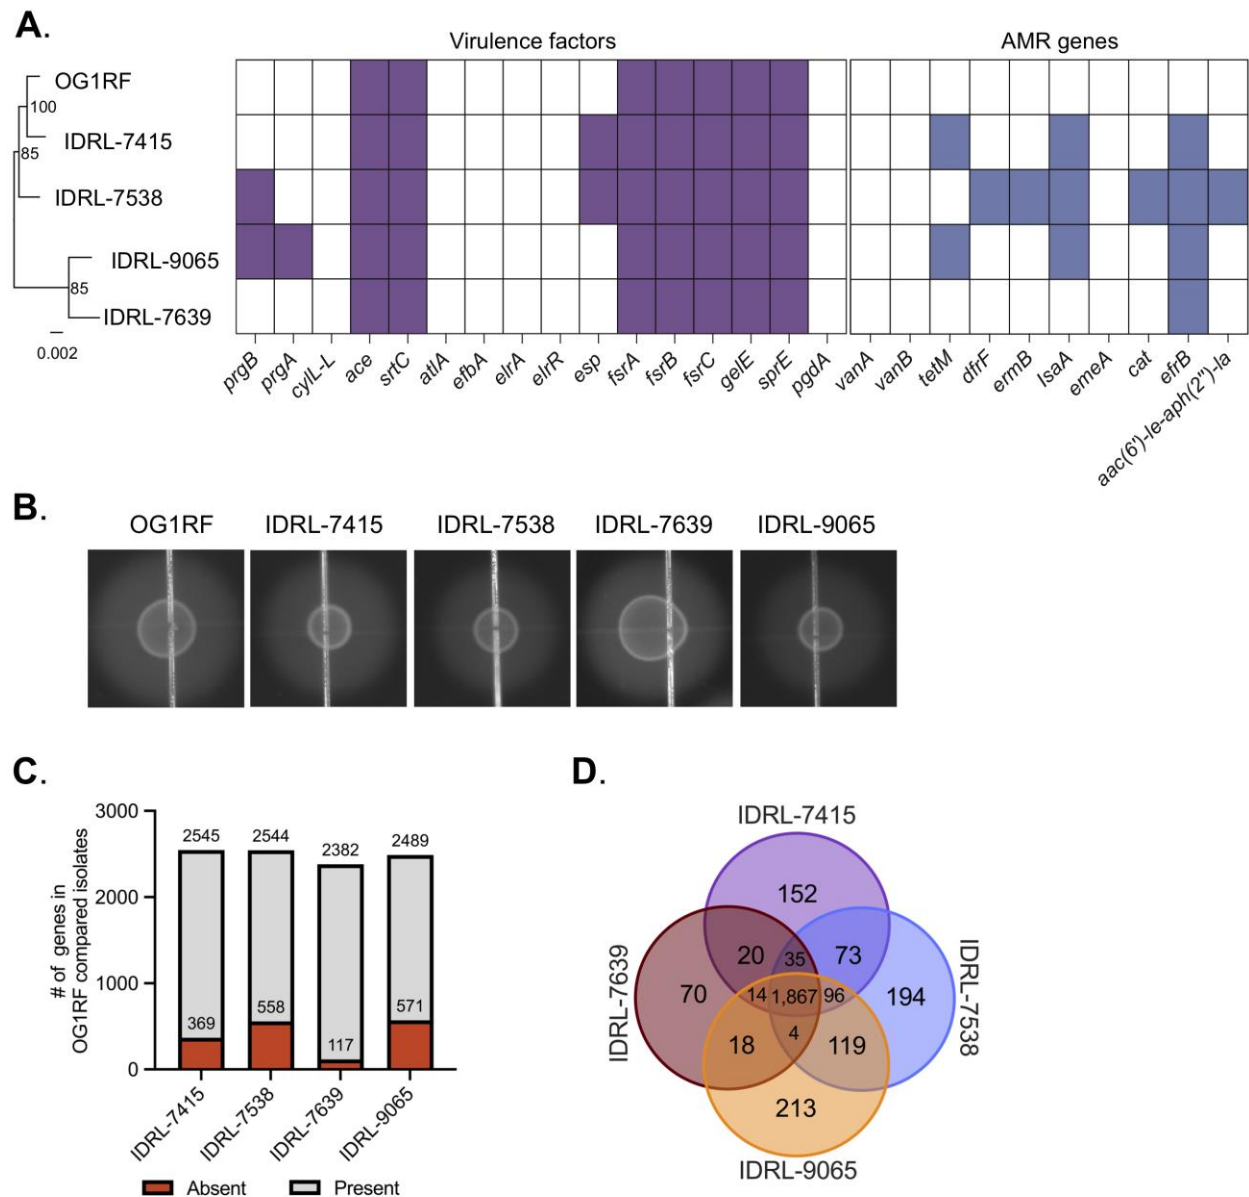 A.
Virulence factors
AMR genes
OG1RF
100
IDRL-7415
85
IDRL-7538
IDRL-9065
85
IDRL-7639
0.002
prgB
prgA
cylL-L
ace
srtC
atlA
efbA
elrA
elrR
esp
fsrA
fsrB
fsrC
gelE
sprE
pgdA
vanA
vanB
tetM
dfrF
ermB
lsaA
emeA
cat
efrB
aac(6')-Ie-aph(2")-Ia
B.
OG1RF
IDRL-7415
IDRL-7538
IDRL-7639
IDRL-9065
C.
# of genes in
OG1RF compared isolates
3000
2000
1000
0
2545
2544
2382
2489
369
558
117
571
IDRL-7415
IDRL-7538
IDRL-7639
IDRL-9065
Absent
Present
D.
IDRL-7415
IDRL-7639
IDRL-7538
152
20
35
73
70
14
1,867
96
194
18
4
119
213
IDRL-9065